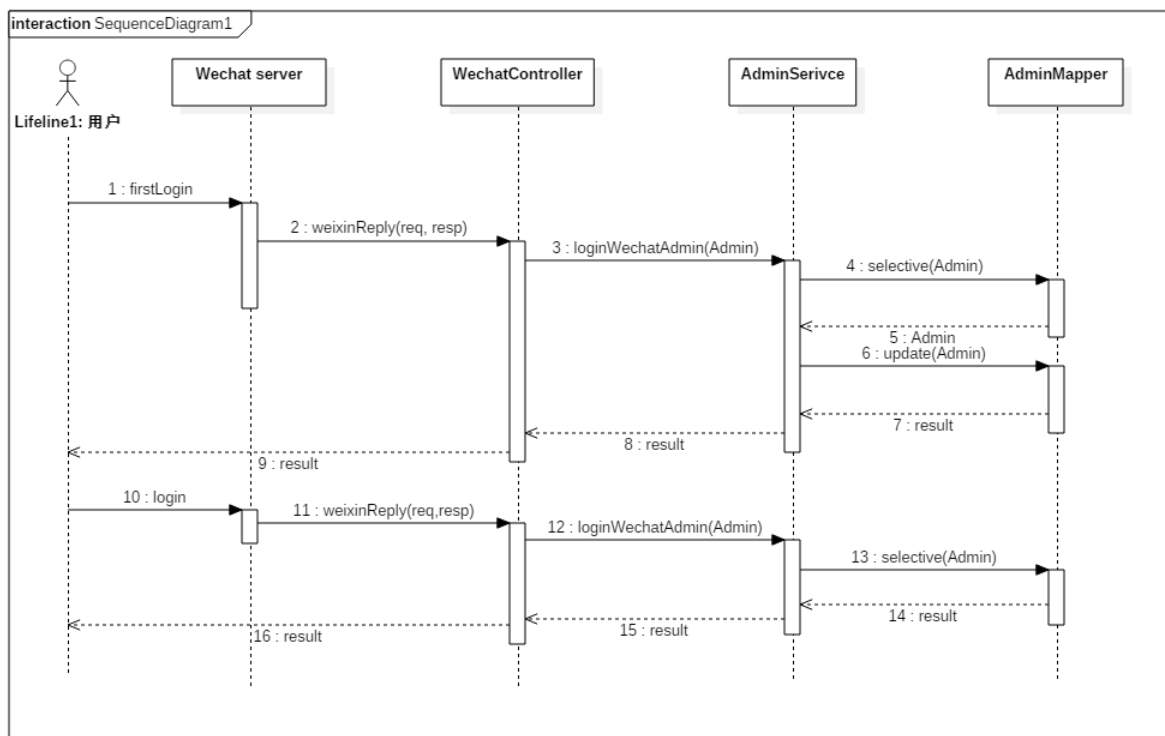 interaction SequenceDiagram1
Wechat server
WechatController
AdminSerivce
AdminMapper
Lifeline1: 用户
1 : firstLogin
2 : weixinReply(req, resp)
3 : loginWechatAdmin(Admin)
4 : selective(Admin)
5 : Admin
6 : update(Admin)
7 : result
8 : result
9 : result
10 : login
11 : weixinReply(req,resp)
12 : loginWechatAdmin(Admin)
13 : selective(Admin)
14 : result
15 : result
16 : result